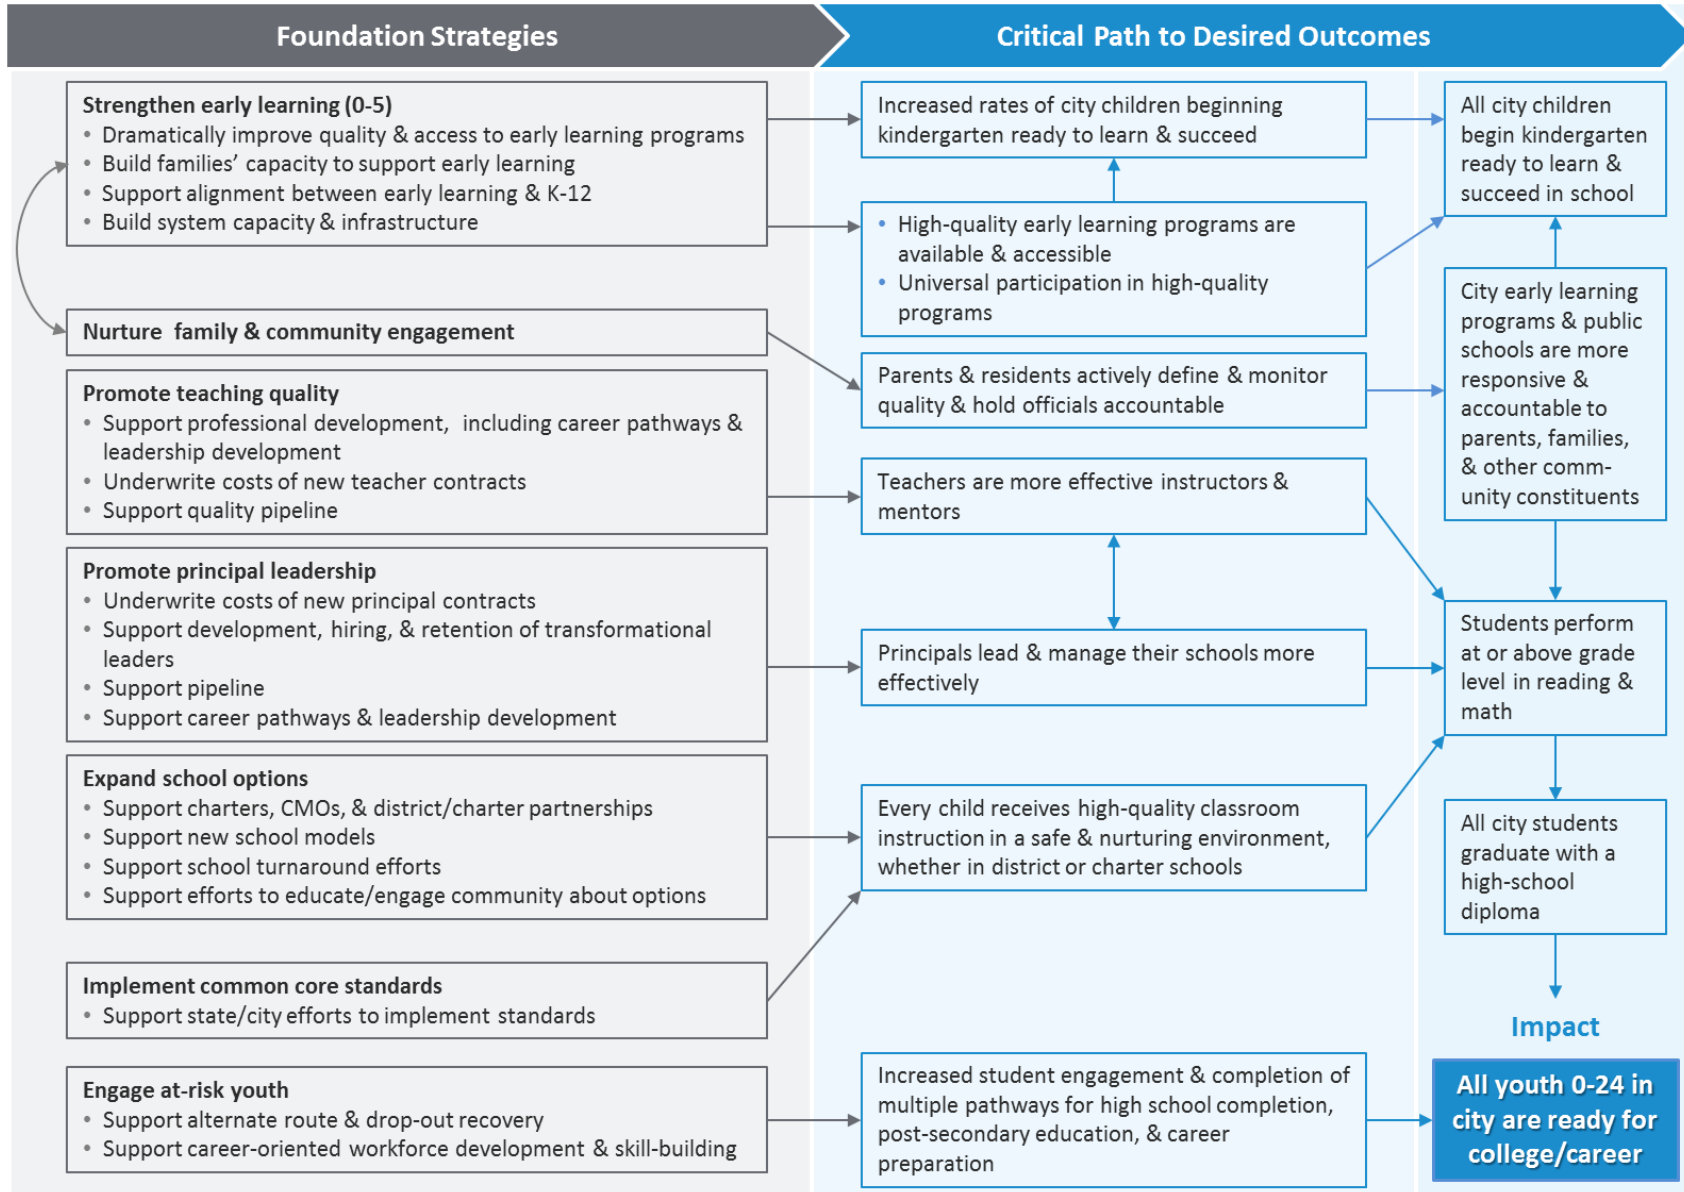 Foundation Strategies
Critical Path to Desired Outcomes
Strengthen early learning (0-5)
• Dramatically improve quality & access to early learning programs
• Build families’ capacity to support early learning
• Support alignment between early learning & K-12
• Build system capacity & infrastructure
Nurture family & community engagement
Promote teaching quality
• Support professional development, including career pathways &
leadership development
• Underwrite costs of new teacher contracts
• Support quality pipeline
Promote principal leadership
• Underwrite costs of new principal contracts
• Support development, hiring, & retention of transformational
leaders
• Support pipeline
• Support career pathways & leadership development
Expand school options
• Support charters, CMOs, & district/charter partnerships
• Support new school models
• Support school turnaround efforts
• Support efforts to educate/engage community about options
Implement common core standards
• Support state/city efforts to implement standards
Engage at-risk youth
• Support alternate route & drop-out recovery
• Support career-oriented workforce development & skill-building
Increased rates of city children beginning
kindergarten ready to learn & succeed
• High-quality early learning programs are
available & accessible
• Universal participation in high-quality
programs
Parents & residents actively define & monitor
quality & hold officials accountable
Teachers are more effective instructors &
mentors
Principals lead & manage their schools more
effectively
Every child receives high-quality classroom
instruction in a safe & nurturing environment,
whether in district or charter schools
Increased student engagement & completion of
multiple pathways for high school completion,
post-secondary education, & career
preparation
All city children
begin kindergarten
ready to learn &
succeed in school
City early learning
programs & public
schools are more
responsive &
accountable to
parents, families,
& other comm-
unity constituents
Students perform
at or above grade
level in reading &
math
All city students
graduate with a
high-school
diploma
Impact
All youth 0-24 in
city are ready for
college/career